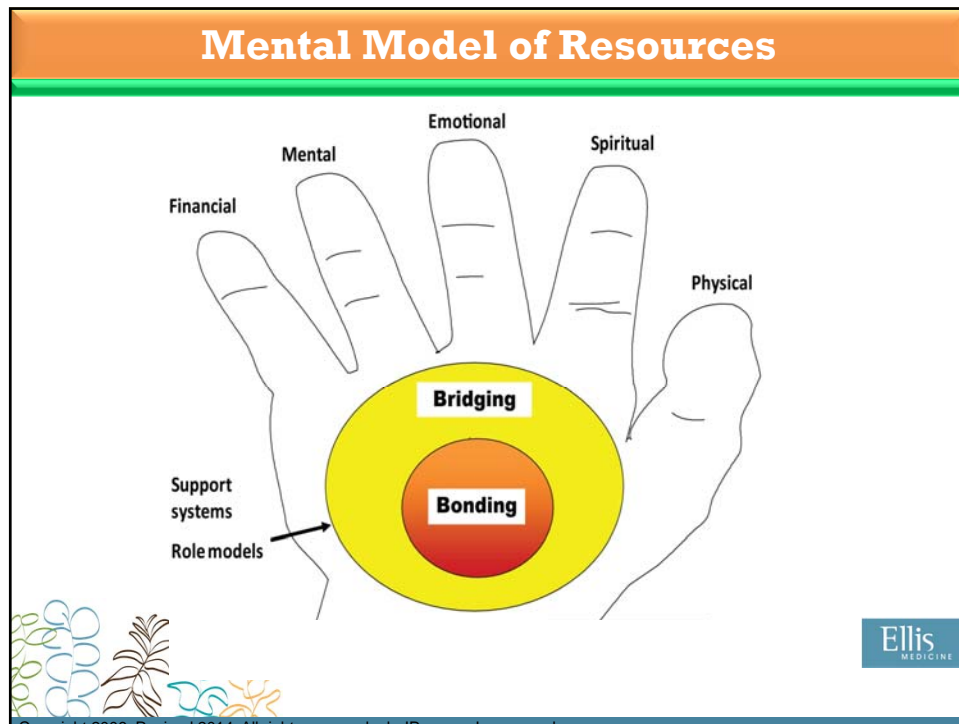 Mental Model of Resources
Emotional
Mental
Spiritual
Financial
Physical
Bridging
Support
systems
Bonding
Role models
Ellis
MEDICINE